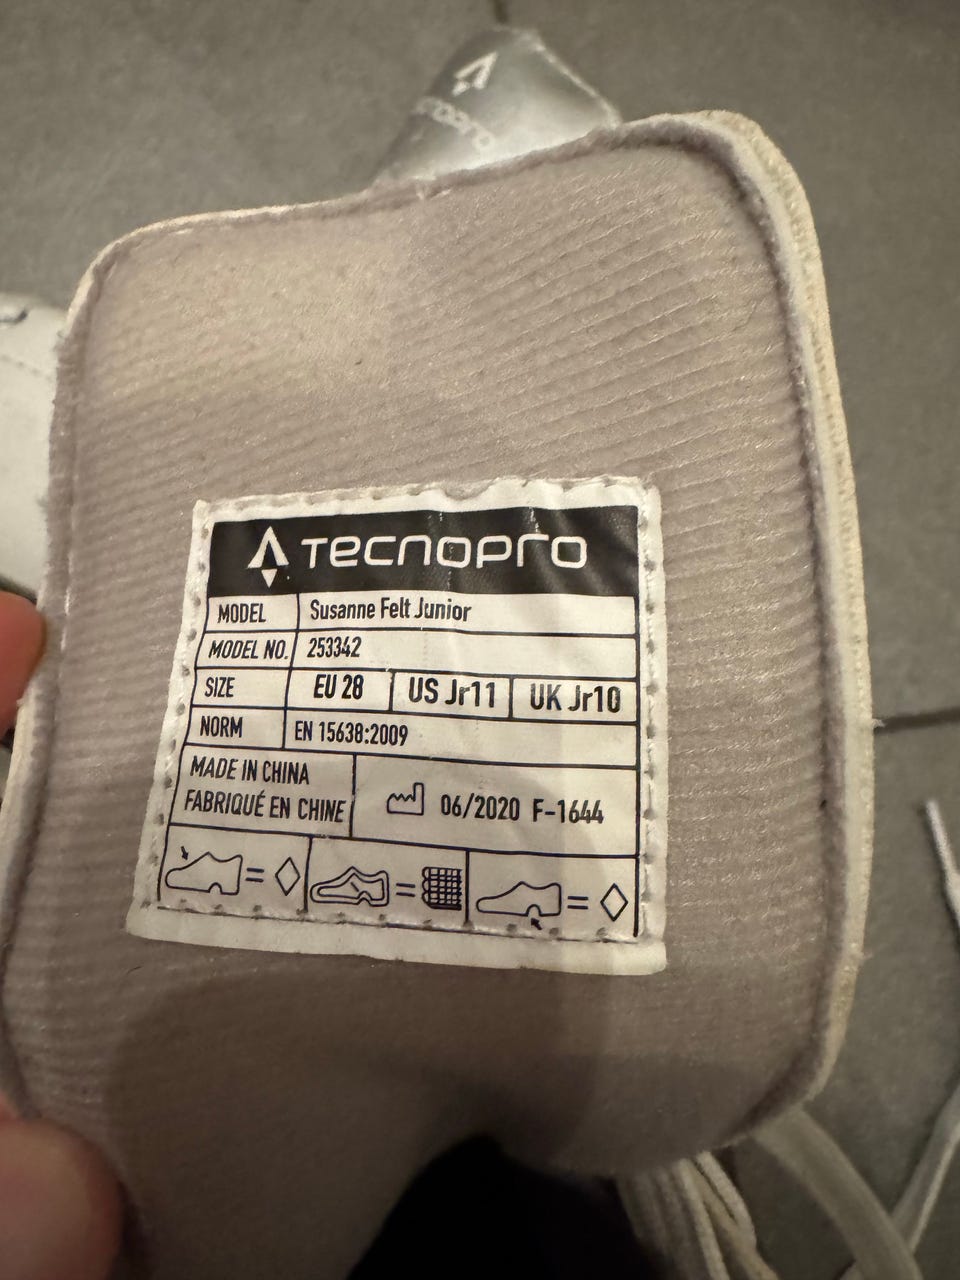 TECNOPRO
TECNOPRO
MODEL Susanne Felt Junior
MODEL NO. 253342
SIZE EU 28 US Jr11 UK Jr10
NORM EN 15638:2009
MADE IN CHINA
FABRIQUÉ EN CHINE
06/2020 F-1644
= = =